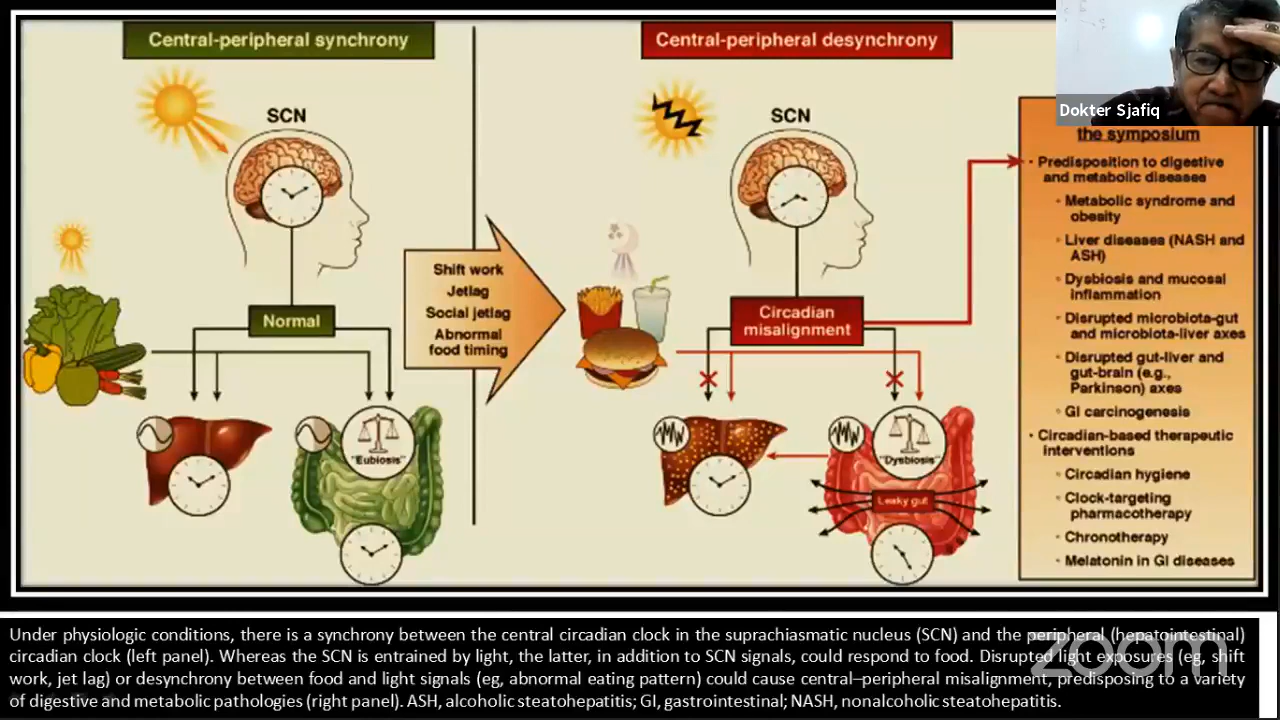 Central-peripheral synchrony
Central-peripheral desynchrony
Dokter Sjafiq
SCN
SCN
the symposium
· Predisposition to digestive
and metabolic diseases
◦ Metabolic syndrome and
obesity
◦ Liver diseases (NASH and
ASH)
◦ Dysbiosis and mucosal
inflammation
◦ Disrupted microbiota-gut
and microbiota-liver axes
◦ Disrupted gut-liver and
gut-brain (e.g.,
Parkinson) axes
◦ GI carcinogenesis
· Circadian-based therapeutic
interventions
◦ Circadian hygiene
◦ Clock-targeting
pharmacotherapy
◦ Chronotherapy
◦ Melatonin in GI diseases
Shift work
Jetlag
Social jetlag
Abnormal
food timing
Normal
Circadian
misalignment
"Eubiosis"
"Dysbiosis"
Leaky gut
Under physiologic conditions, there is a synchrony between the central circadian clock in the suprachiasmatic nucleus (SCN) and the peripheral (hepatointestinal)
circadian clock (left panel). Whereas the SCN is entrained by light, the latter, in addition to SCN signals, could respond to food. Disrupted light exposures (eg, shift
work, jet lag) or desynchrony between food and light signals (eg, abnormal eating pattern) could cause central–peripheral misalignment, predisposing to a variety
of digestive and metabolic pathologies (right panel). ASH, alcoholic steatohepatitis; GI, gastrointestinal; NASH, nonalcoholic steatohepatitis.
zoom